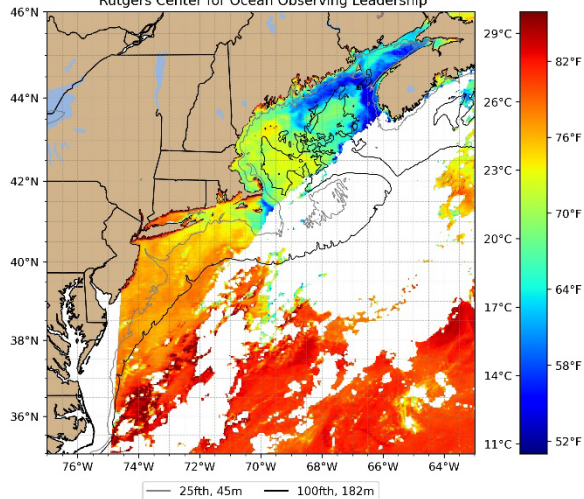 Rutgers Center for Ocean Observing Leadership
46°N
44°N
42°N
40°N
38°N
36°N
76°W 74°W 72°W 70°W 68°W 66°W 64°W
29°C
26°C
23°C
20°C
17°C
14°C
11°C
82°F
76°F
70°F
64°F
58°F
52°F
25fth, 45m 100fth, 182m